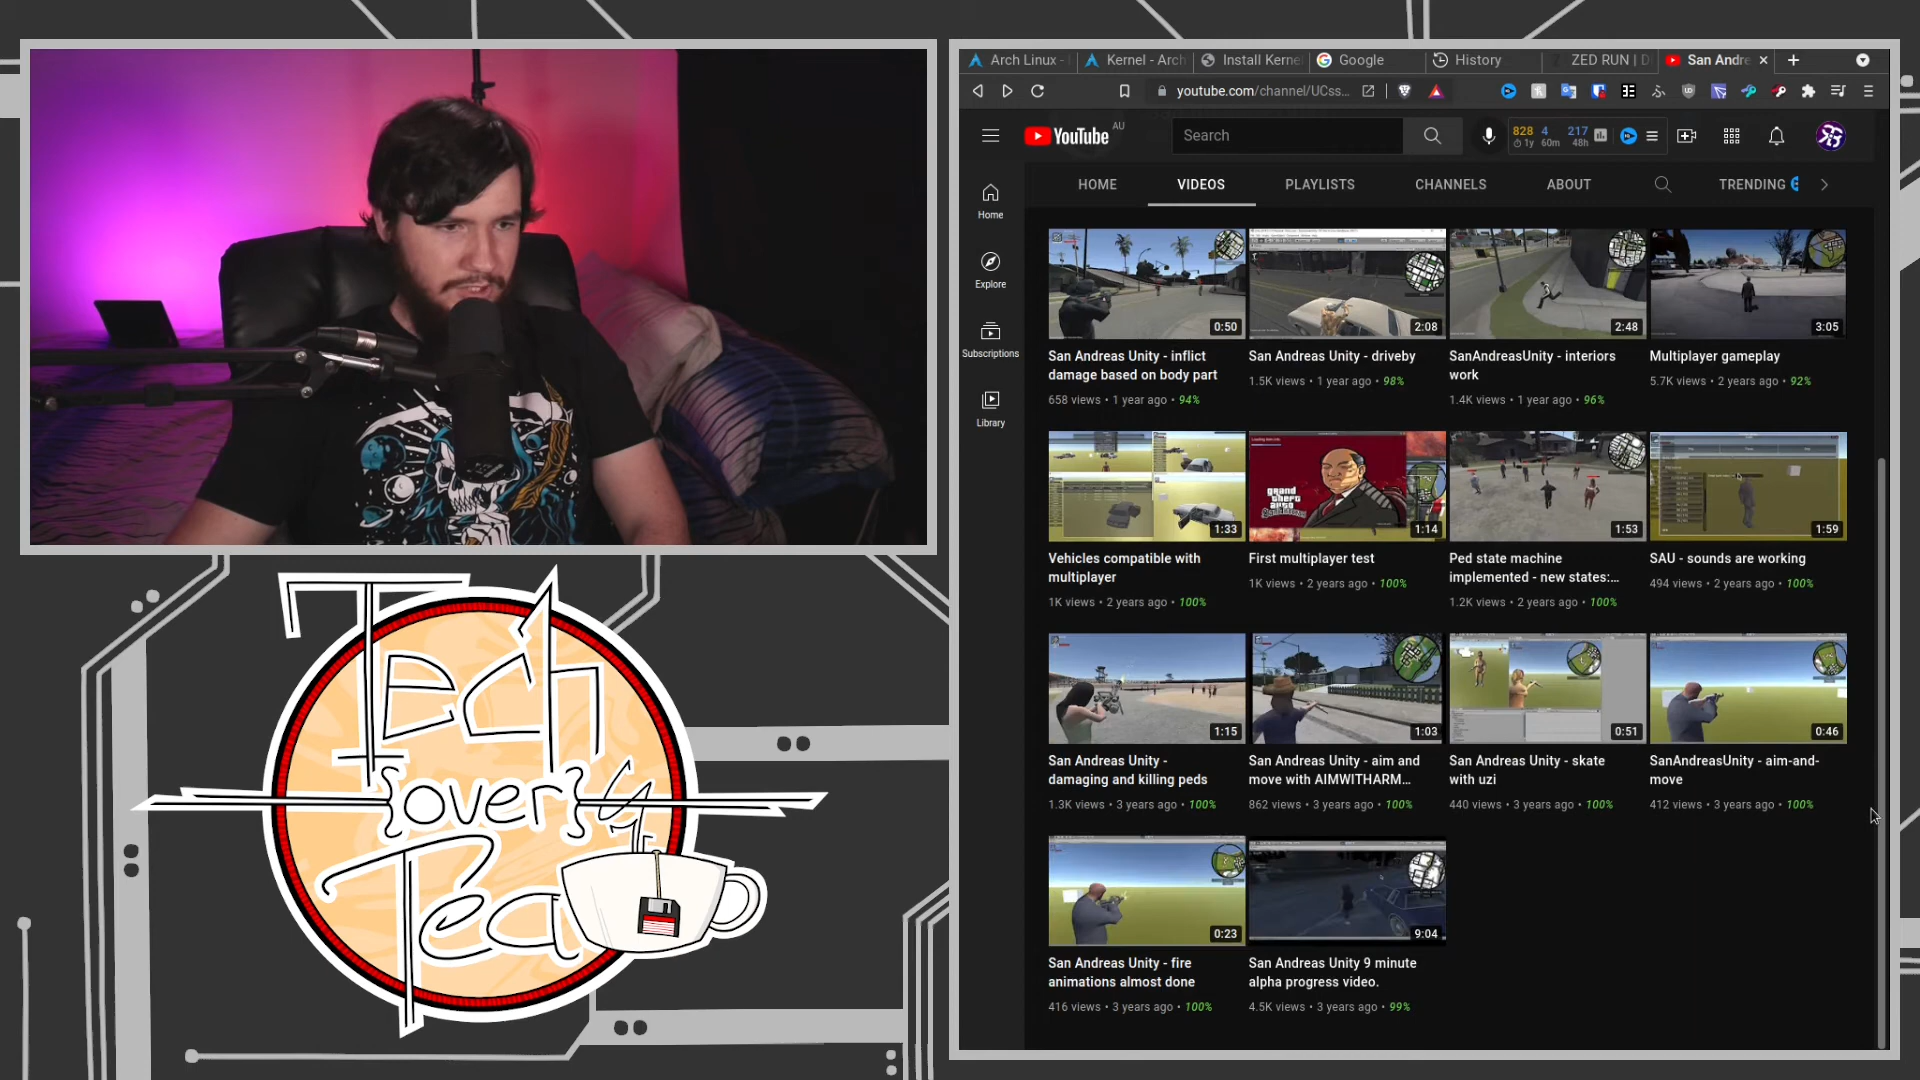 Tech
{over}
Tea
Arch Linux -
Kernel - Arch
Install Kerne
Google
History
ZED RUN | D
San Andre
youtube.com/channel/UCss...
YouTube AU
Search
828 4 217
1y 60m 48h
HOME VIDEOS PLAYLISTS CHANNELS ABOUT TRENDING
Home
Explore
Subscriptions
Library
0:50
2:08
2:48
3:05
San Andreas Unity - inflict
damage based on body part
658 views • 1 year ago • 94%
San Andreas Unity - driveby
1.5K views • 1 year ago • 98%
SanAndreasUnity - interiors
work
1.4K views • 1 year ago • 96%
Multiplayer gameplay
5.7K views • 2 years ago • 92%
1:33
grand
theft
auto
1:14
1:53
1:59
Vehicles compatible with
multiplayer
1K views • 2 years ago • 100%
First multiplayer test
1K views • 2 years ago • 100%
Ped state machine
implemented - new states:...
1.2K views • 2 years ago • 100%
SAU - sounds are working
494 views • 2 years ago • 100%
1:15
1:03
0:51
0:46
San Andreas Unity -
damaging and killing peds
1.3K views • 3 years ago • 100%
San Andreas Unity - aim and
move with AIMWITHARM...
862 views • 3 years ago • 100%
San Andreas Unity - skate
with uzi
440 views • 3 years ago • 100%
SanAndreasUnity - aim-and-
move
412 views • 3 years ago • 100%
0:23
9:04
San Andreas Unity - fire
animations almost done
416 views • 3 years ago • 100%
San Andreas Unity 9 minute
alpha progress video.
4.5K views • 3 years ago • 99%